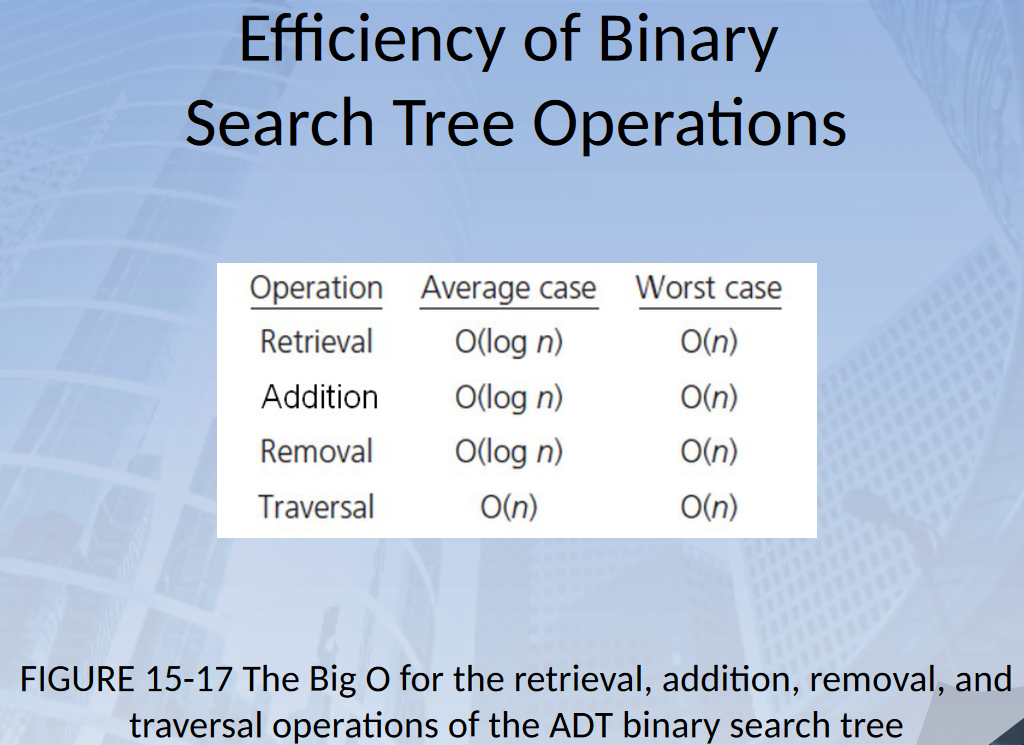 Efficiency of Binary
Search Tree Operations
Operation Average case Worst case
Retrieval O(log n) O(n)
Addition O(log n) O(n)
Removal O(log n) O(n)
Traversal O(n) O(n)
FIGURE 15-17 The Big O for the retrieval, addition, removal, and
traversal operations of the ADT binary search tree